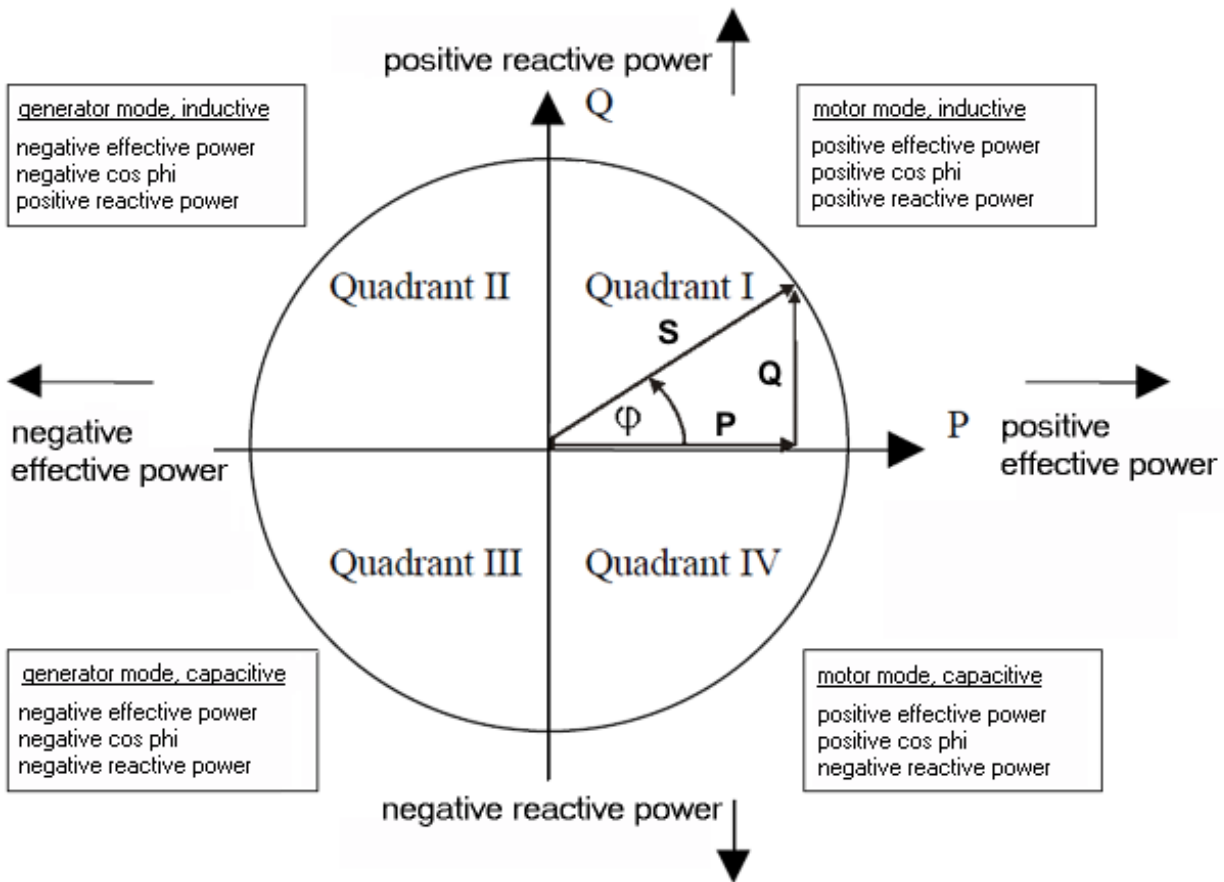 positive reactive power
Q
generator mode, inductive
negative effective power
negative cos phi
positive reactive power
motor mode, inductive
positive effective power
positive cos phi
positive reactive power
Quadrant II
Quadrant I
S
Q
φ
P
negative
effective power
P
positive
effective power
Quadrant III
Quadrant IV
generator mode, capacitive
negative effective power
negative cos phi
negative reactive power
motor mode, capacitive
positive effective power
positive cos phi
negative reactive power
negative reactive power